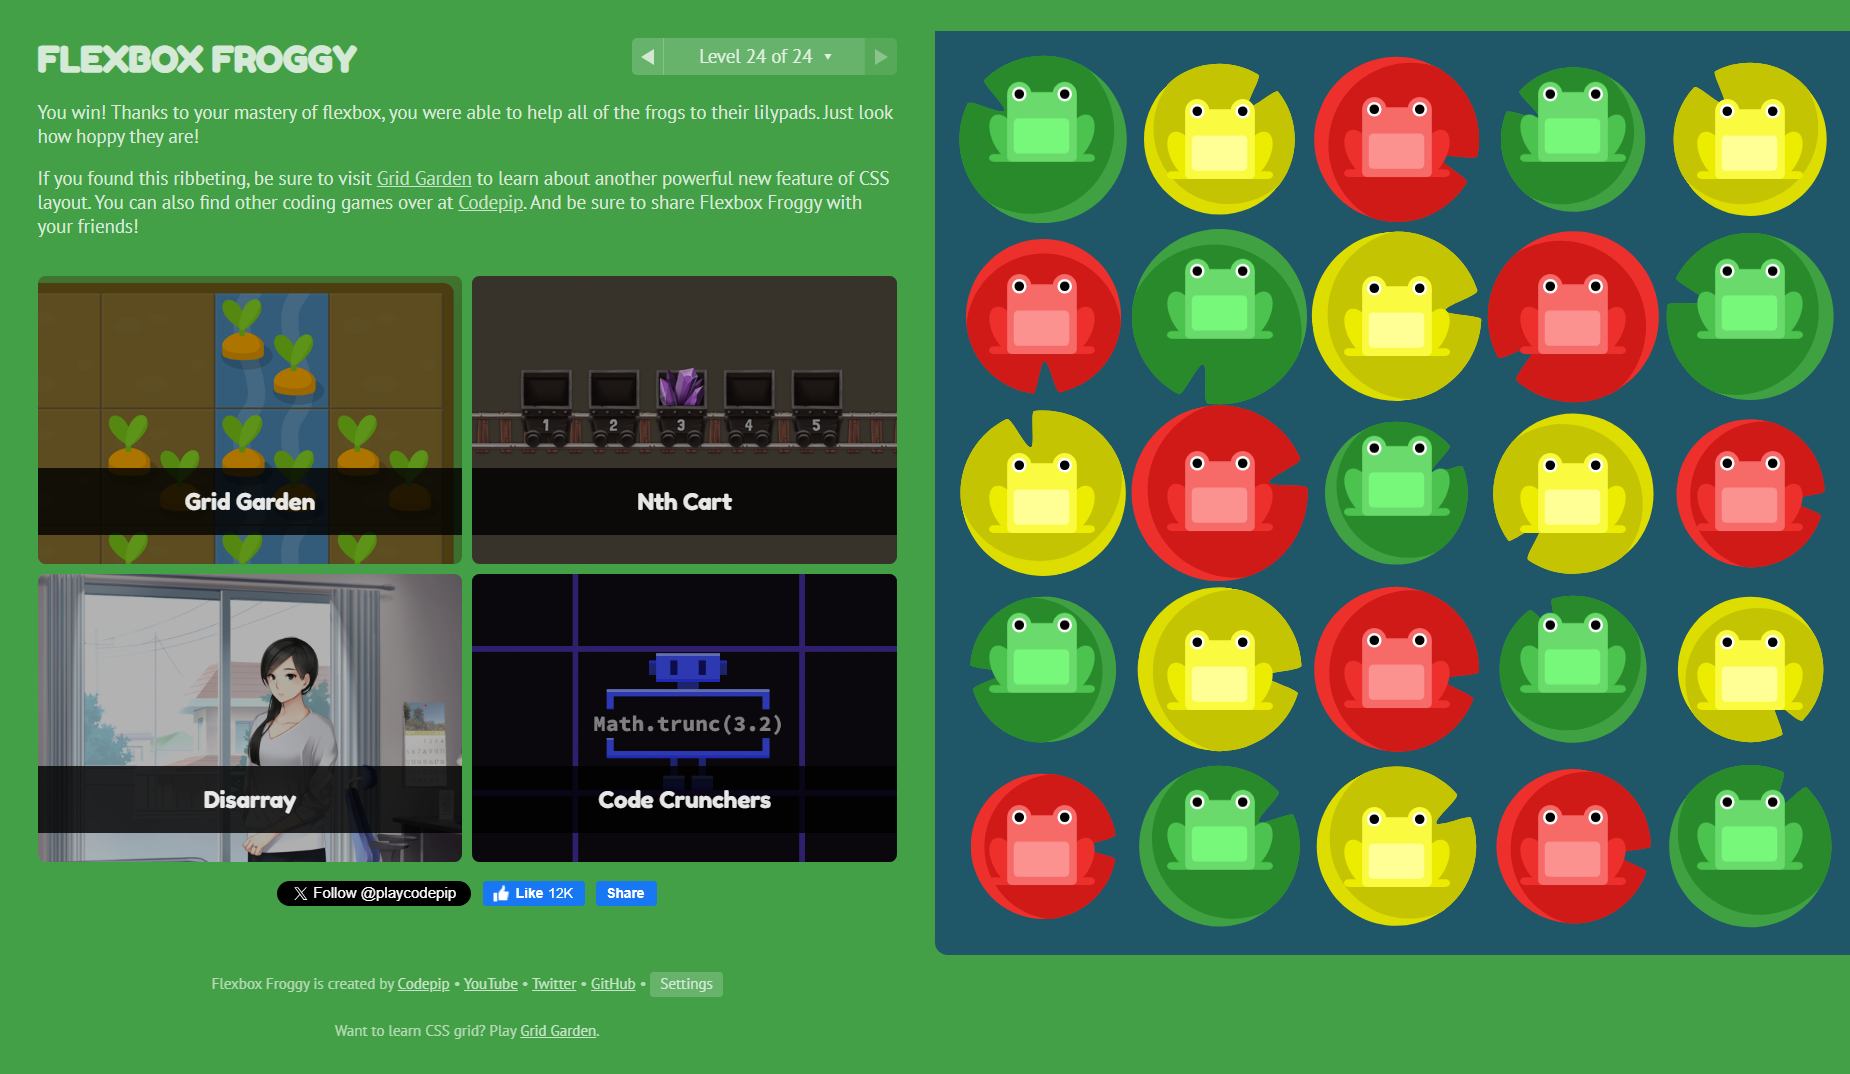 FLEXBOX FROGGY
Level 24 of 24
You win! Thanks to your mastery of flexbox, you were able to help all of the frogs to their lilypads. Just look
how hoppy they are!
If you found this ribbeting, be sure to visit Grid Garden to learn about another powerful new feature of CSS
layout. You can also find other coding games over at Codepip. And be sure to share Flexbox Froggy with
your friends!
1 2 3 4 5
Grid Garden
Nth Cart
Math.trunc(3.2)
Disarray
Code Crunchers
Follow @playcodepip
Like 12K
Share
Flexbox Froggy is created by Codepip • YouTube • Twitter • GitHub • Settings
Want to learn CSS grid? Play Grid Garden.